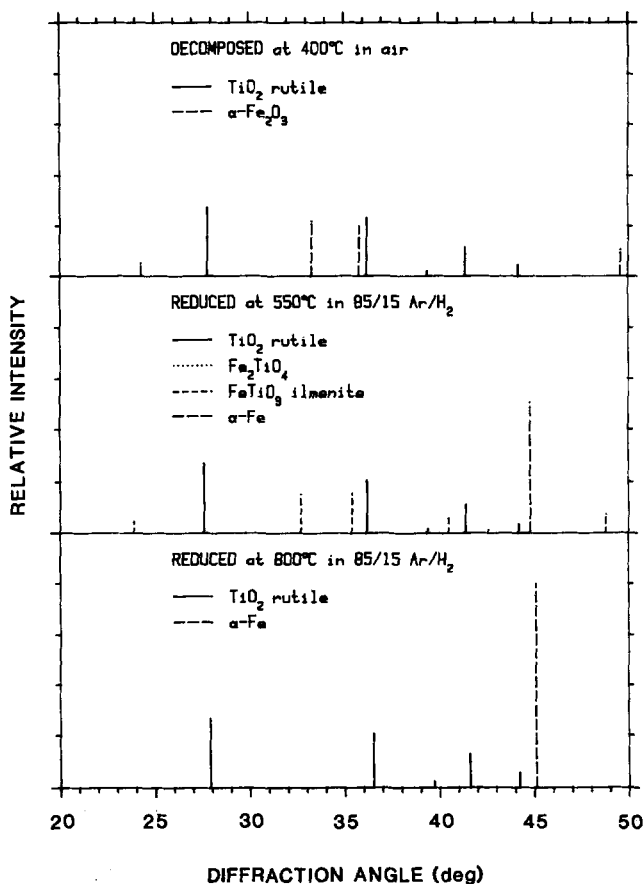 DECOMPOSED at 400°C in air
TiO₂ rutile
α-Fe₂O₃
REDUCED at 550°C in 85/15 Ar/H₂
TiO₂ rutile
Fe₂TiO₄
FeTiO₃ ilmenite
α-Fe
REDUCED at 800°C in 85/15 Ar/H₂
TiO₂ rutile
α-Fe
RELATIVE INTENSITY
20 25 30 35 40 45 50
DIFFRACTION ANGLE (deg)